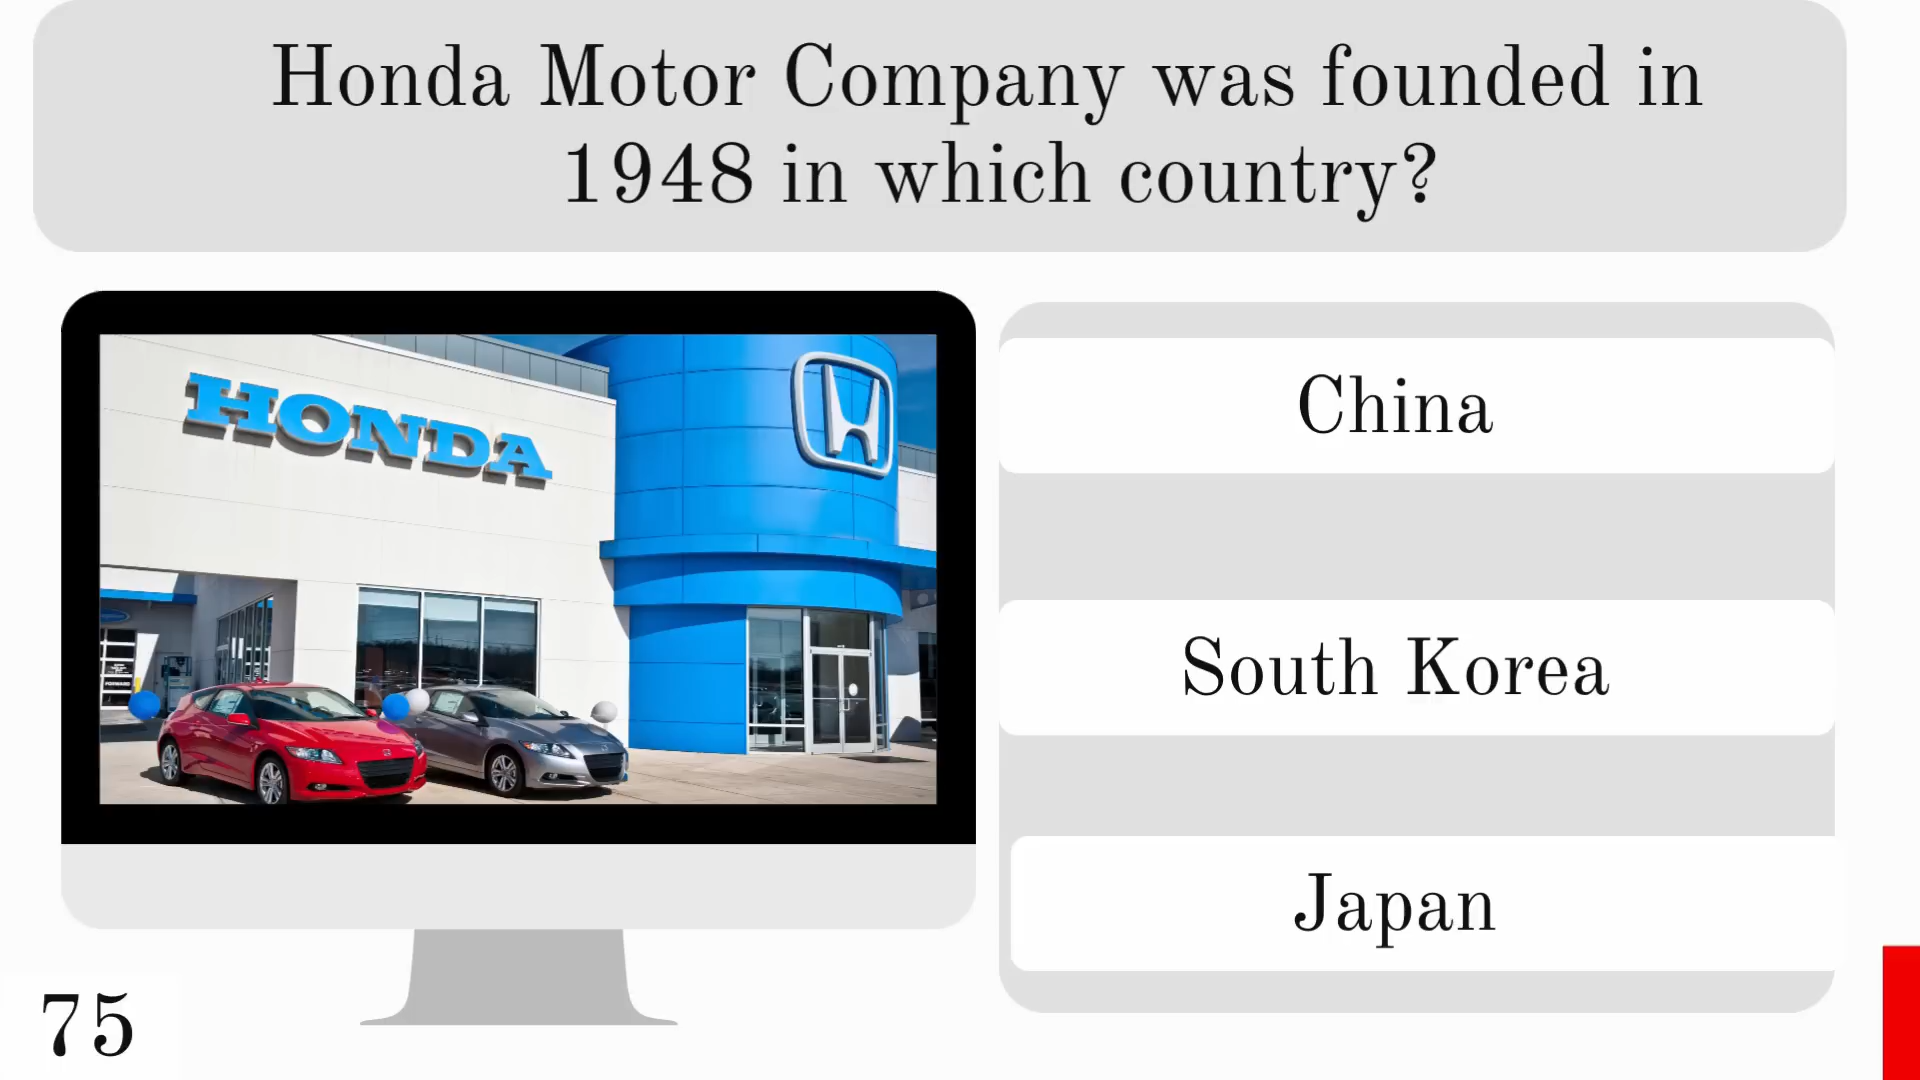 Honda Motor Company was founded in
1948 in which country?
HONDA
China
South Korea
Japan
75